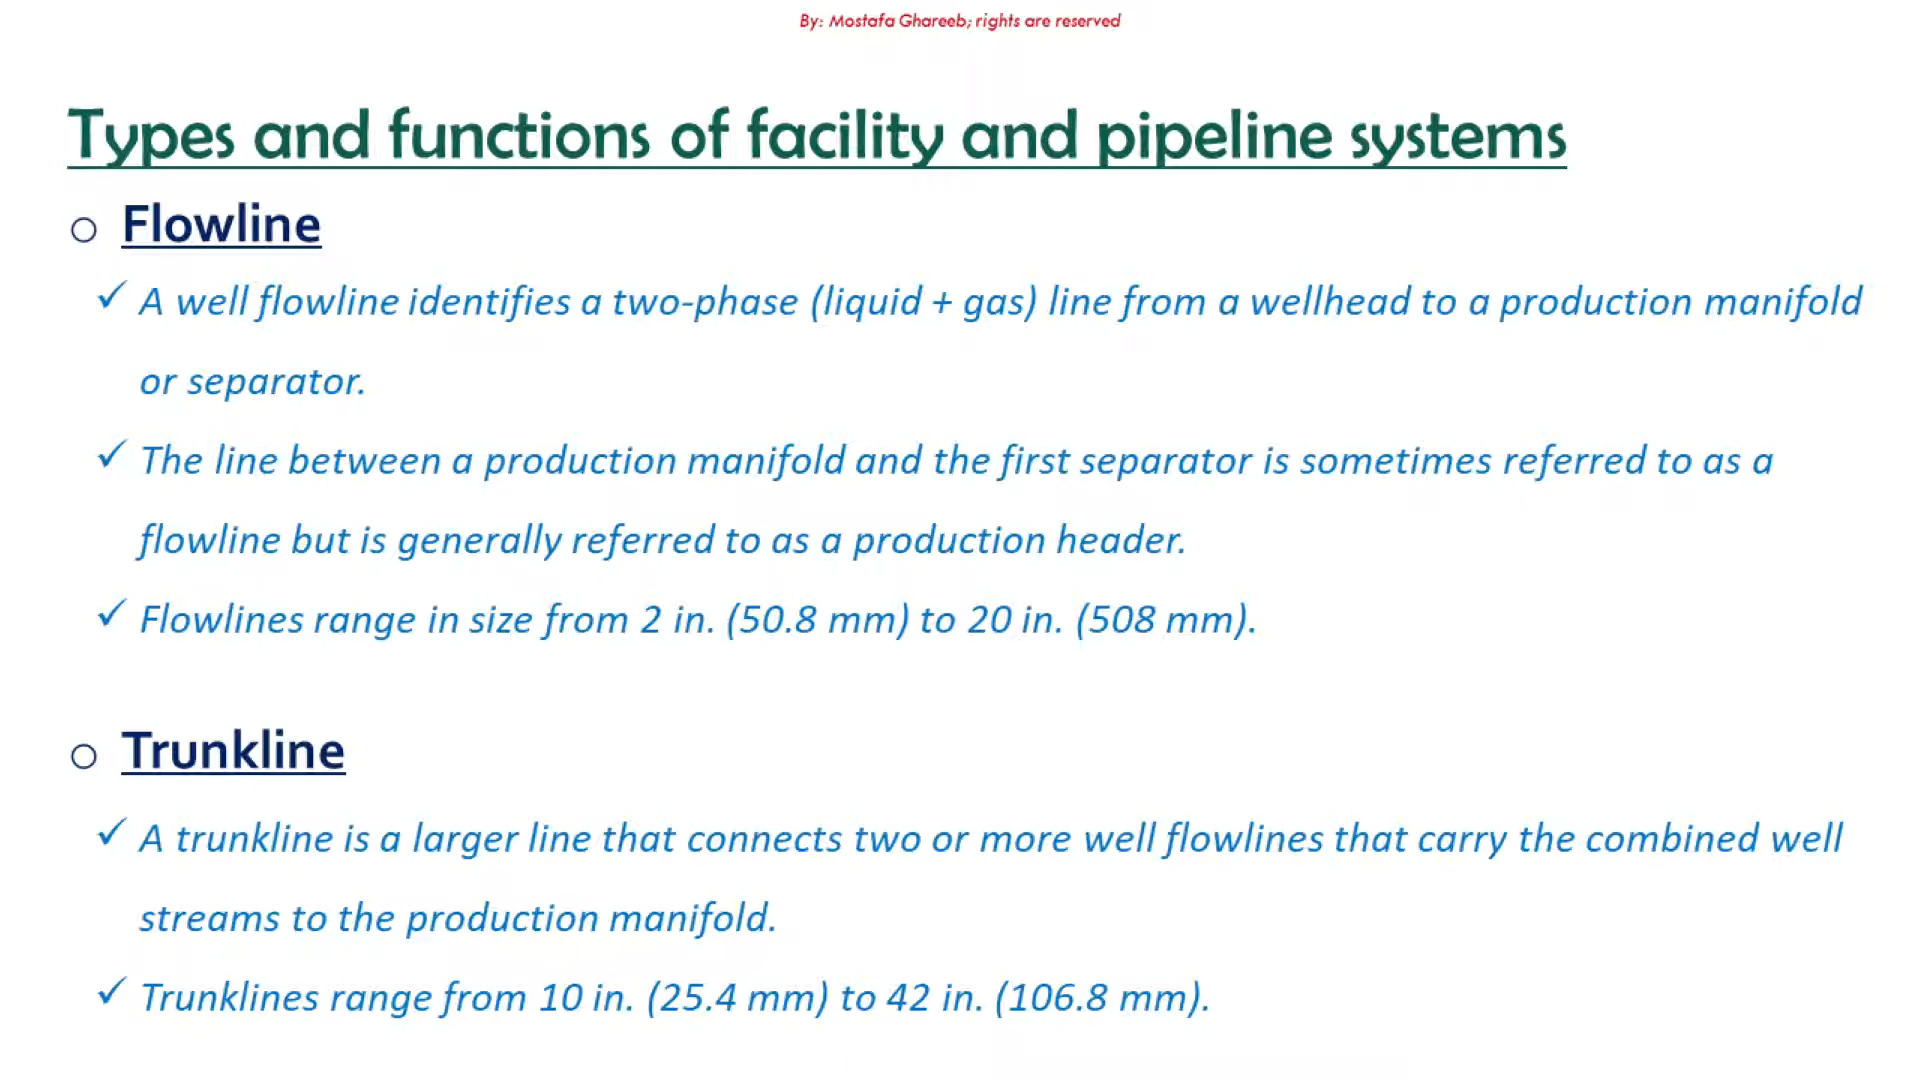 By: Mostafa Ghareeb; rights are reserved
Types and functions of facility and pipeline systems
o Flowline
✓ A well flowline identifies a two-phase (liquid + gas) line from a wellhead to a production manifold
or separator.
✓ The line between a production manifold and the first separator is sometimes referred to as a
flowline but is generally referred to as a production header.
✓ Flowlines range in size from 2 in. (50.8 mm) to 20 in. (508 mm).
o Trunkline
✓ A trunkline is a larger line that connects two or more well flowlines that carry the combined well
streams to the production manifold.
✓ Trunklines range from 10 in. (25.4 mm) to 42 in. (106.8 mm).